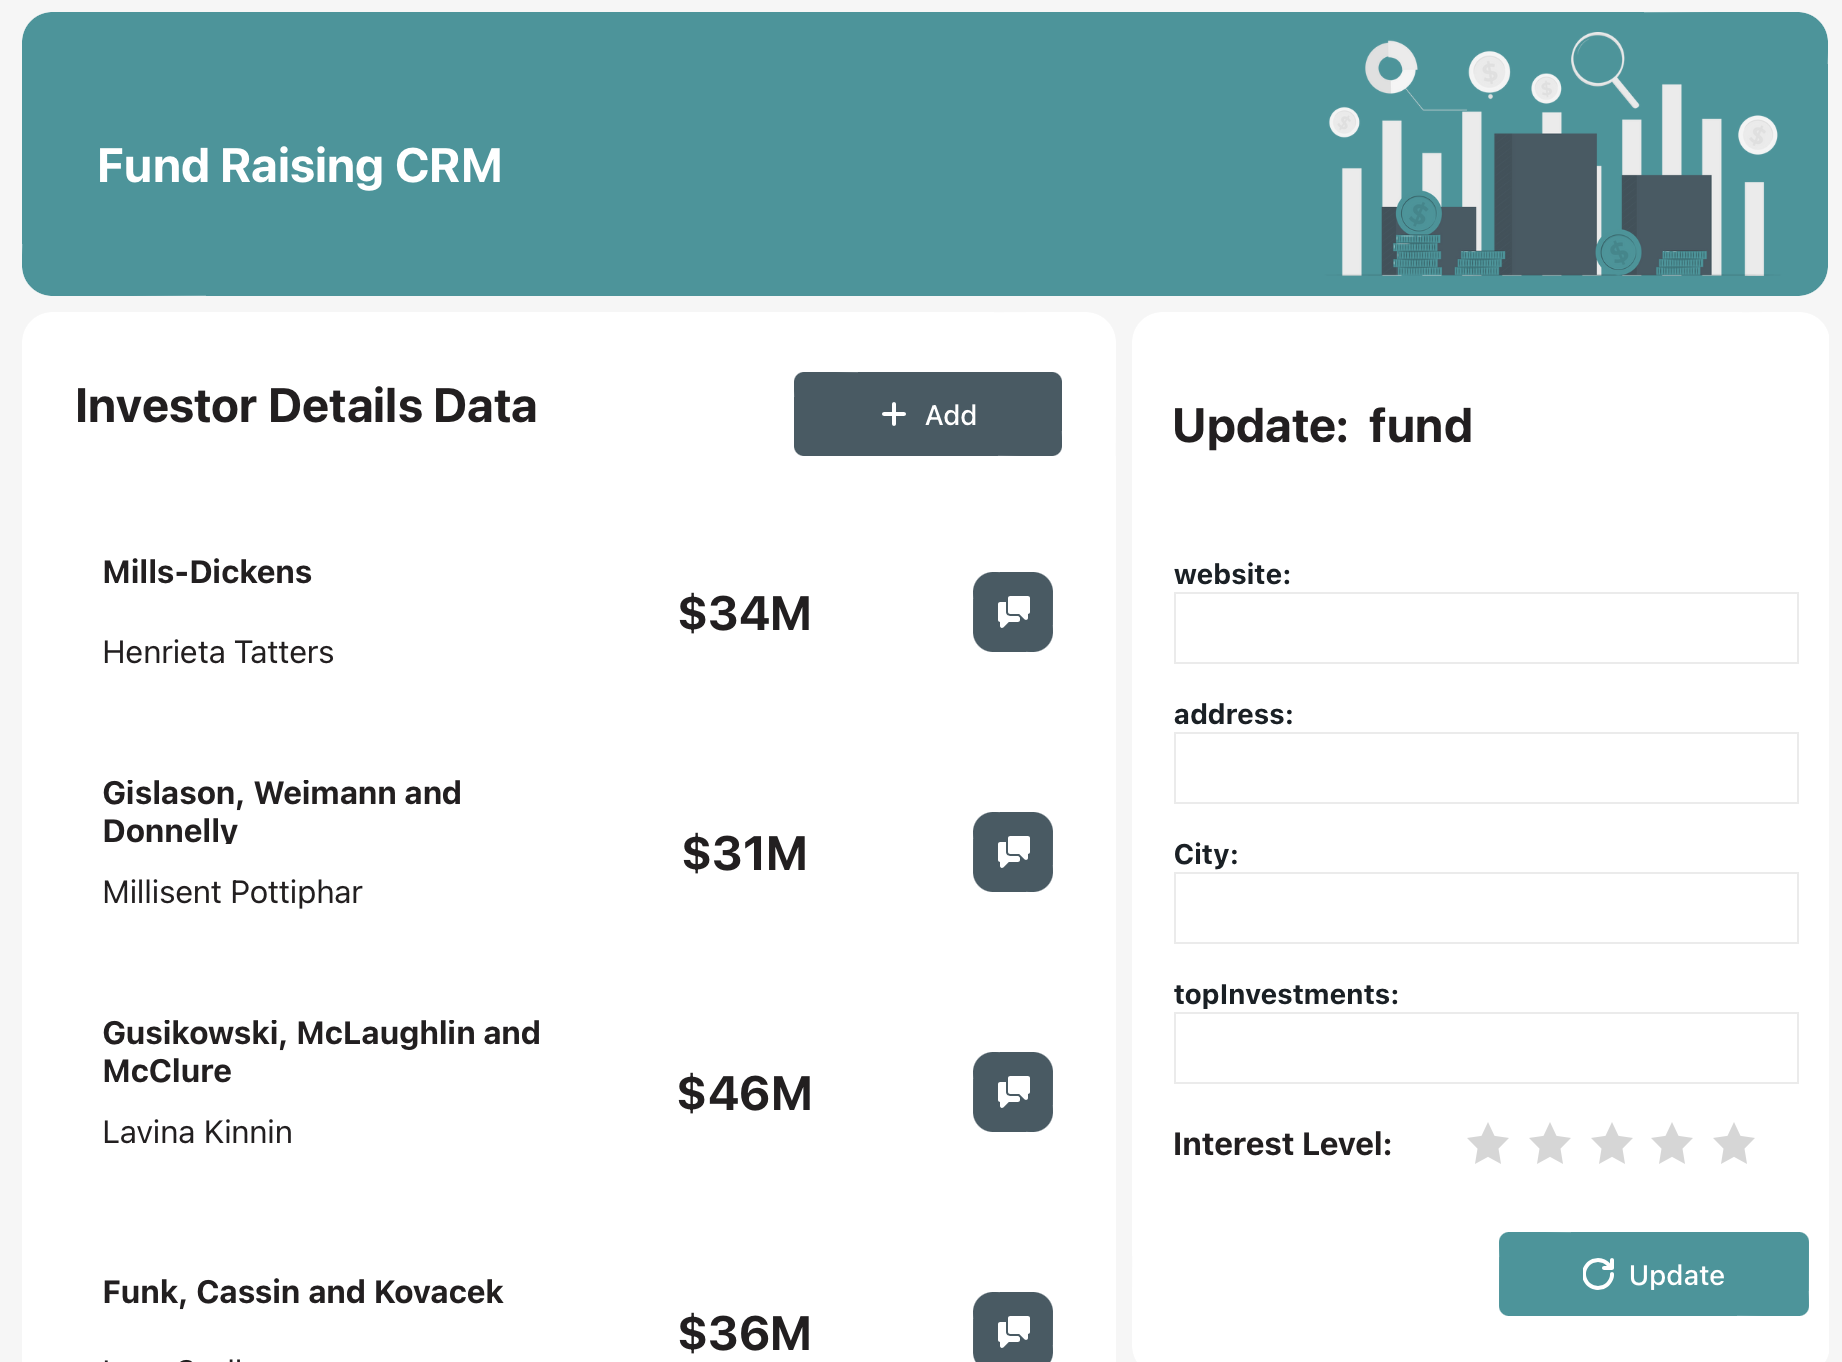 Fund Raising CRM
Investor Details Data
Add
Mills-Dickens
$34M
Henrieta Tatters
Gislason, Weimann and
Donnelly
$31M
Millisent Pottiphar
Gusikowski, McLaughlin and
McClure
$46M
Lavina Kinnin
Funk, Cassin and Kovacek
$36M
Update: fund
website:
address:
City:
topInvestments:
Interest Level:
Update